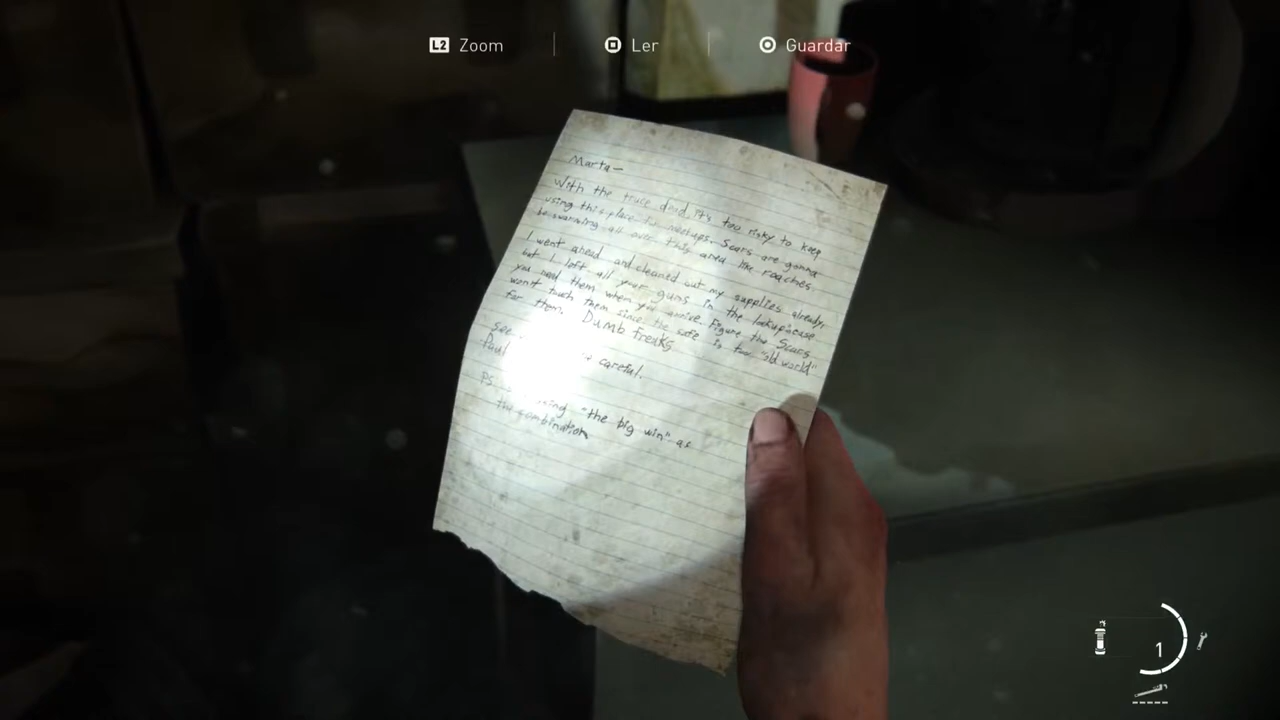 L2 Zoom
Ler
Guardar
Marta-
With the truce dead, it's too risky to keep
using this place for meetups. Scars are gonna
be swarming all over this area like roaches.
I went ahead and cleaned out my supplies already,
but I left all your guns in the lockup in case
you need them when you arrive. Figure the Scars
won't touch them since the safe is too "old world"
for them. Dumb freaks.
See
careful.
Paul
PS "the big win" as
the combination
1